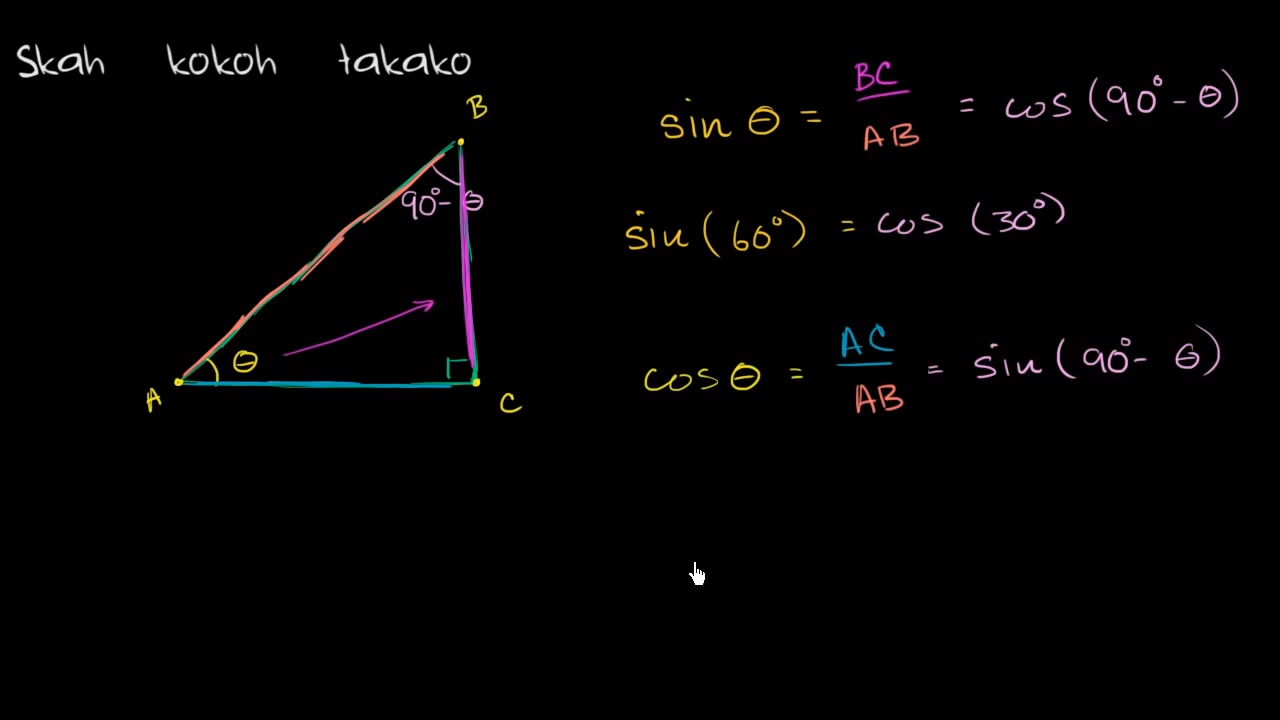 Skah kokoh takako
B
90° - θ
θ
A
C
sin θ = BC / AB = cos (90° - θ)
sin (60°) = cos (30°)
cos θ = AC / AB = sin (90° - θ)